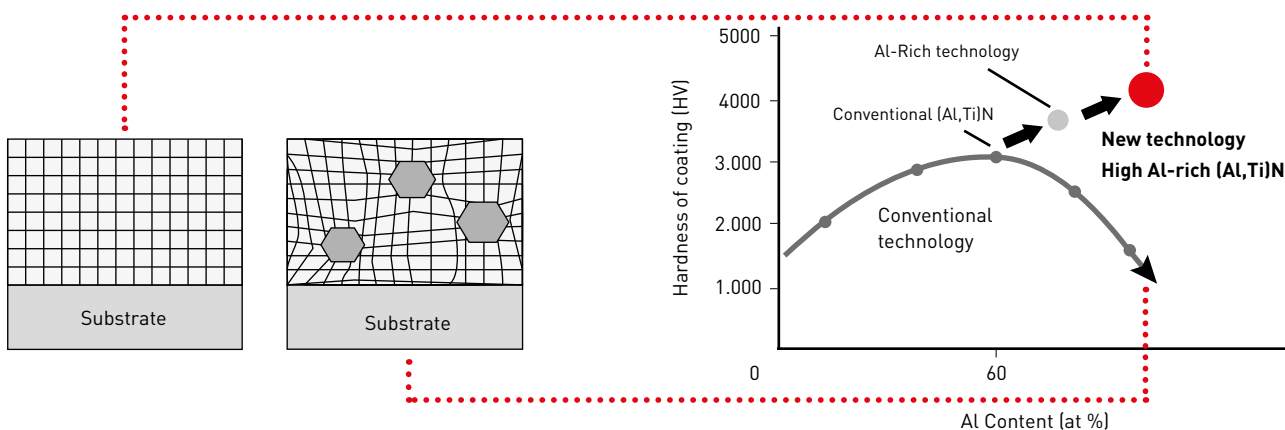 Substrate
Substrate
Hardness of coating (HV)
5000
4000
3.000
2.000
1.000
0
60
Al Content (at %)
Al-Rich technology
Conventional (Al,Ti)N
New technology
High Al-rich (Al,Ti)N
Conventional
technology